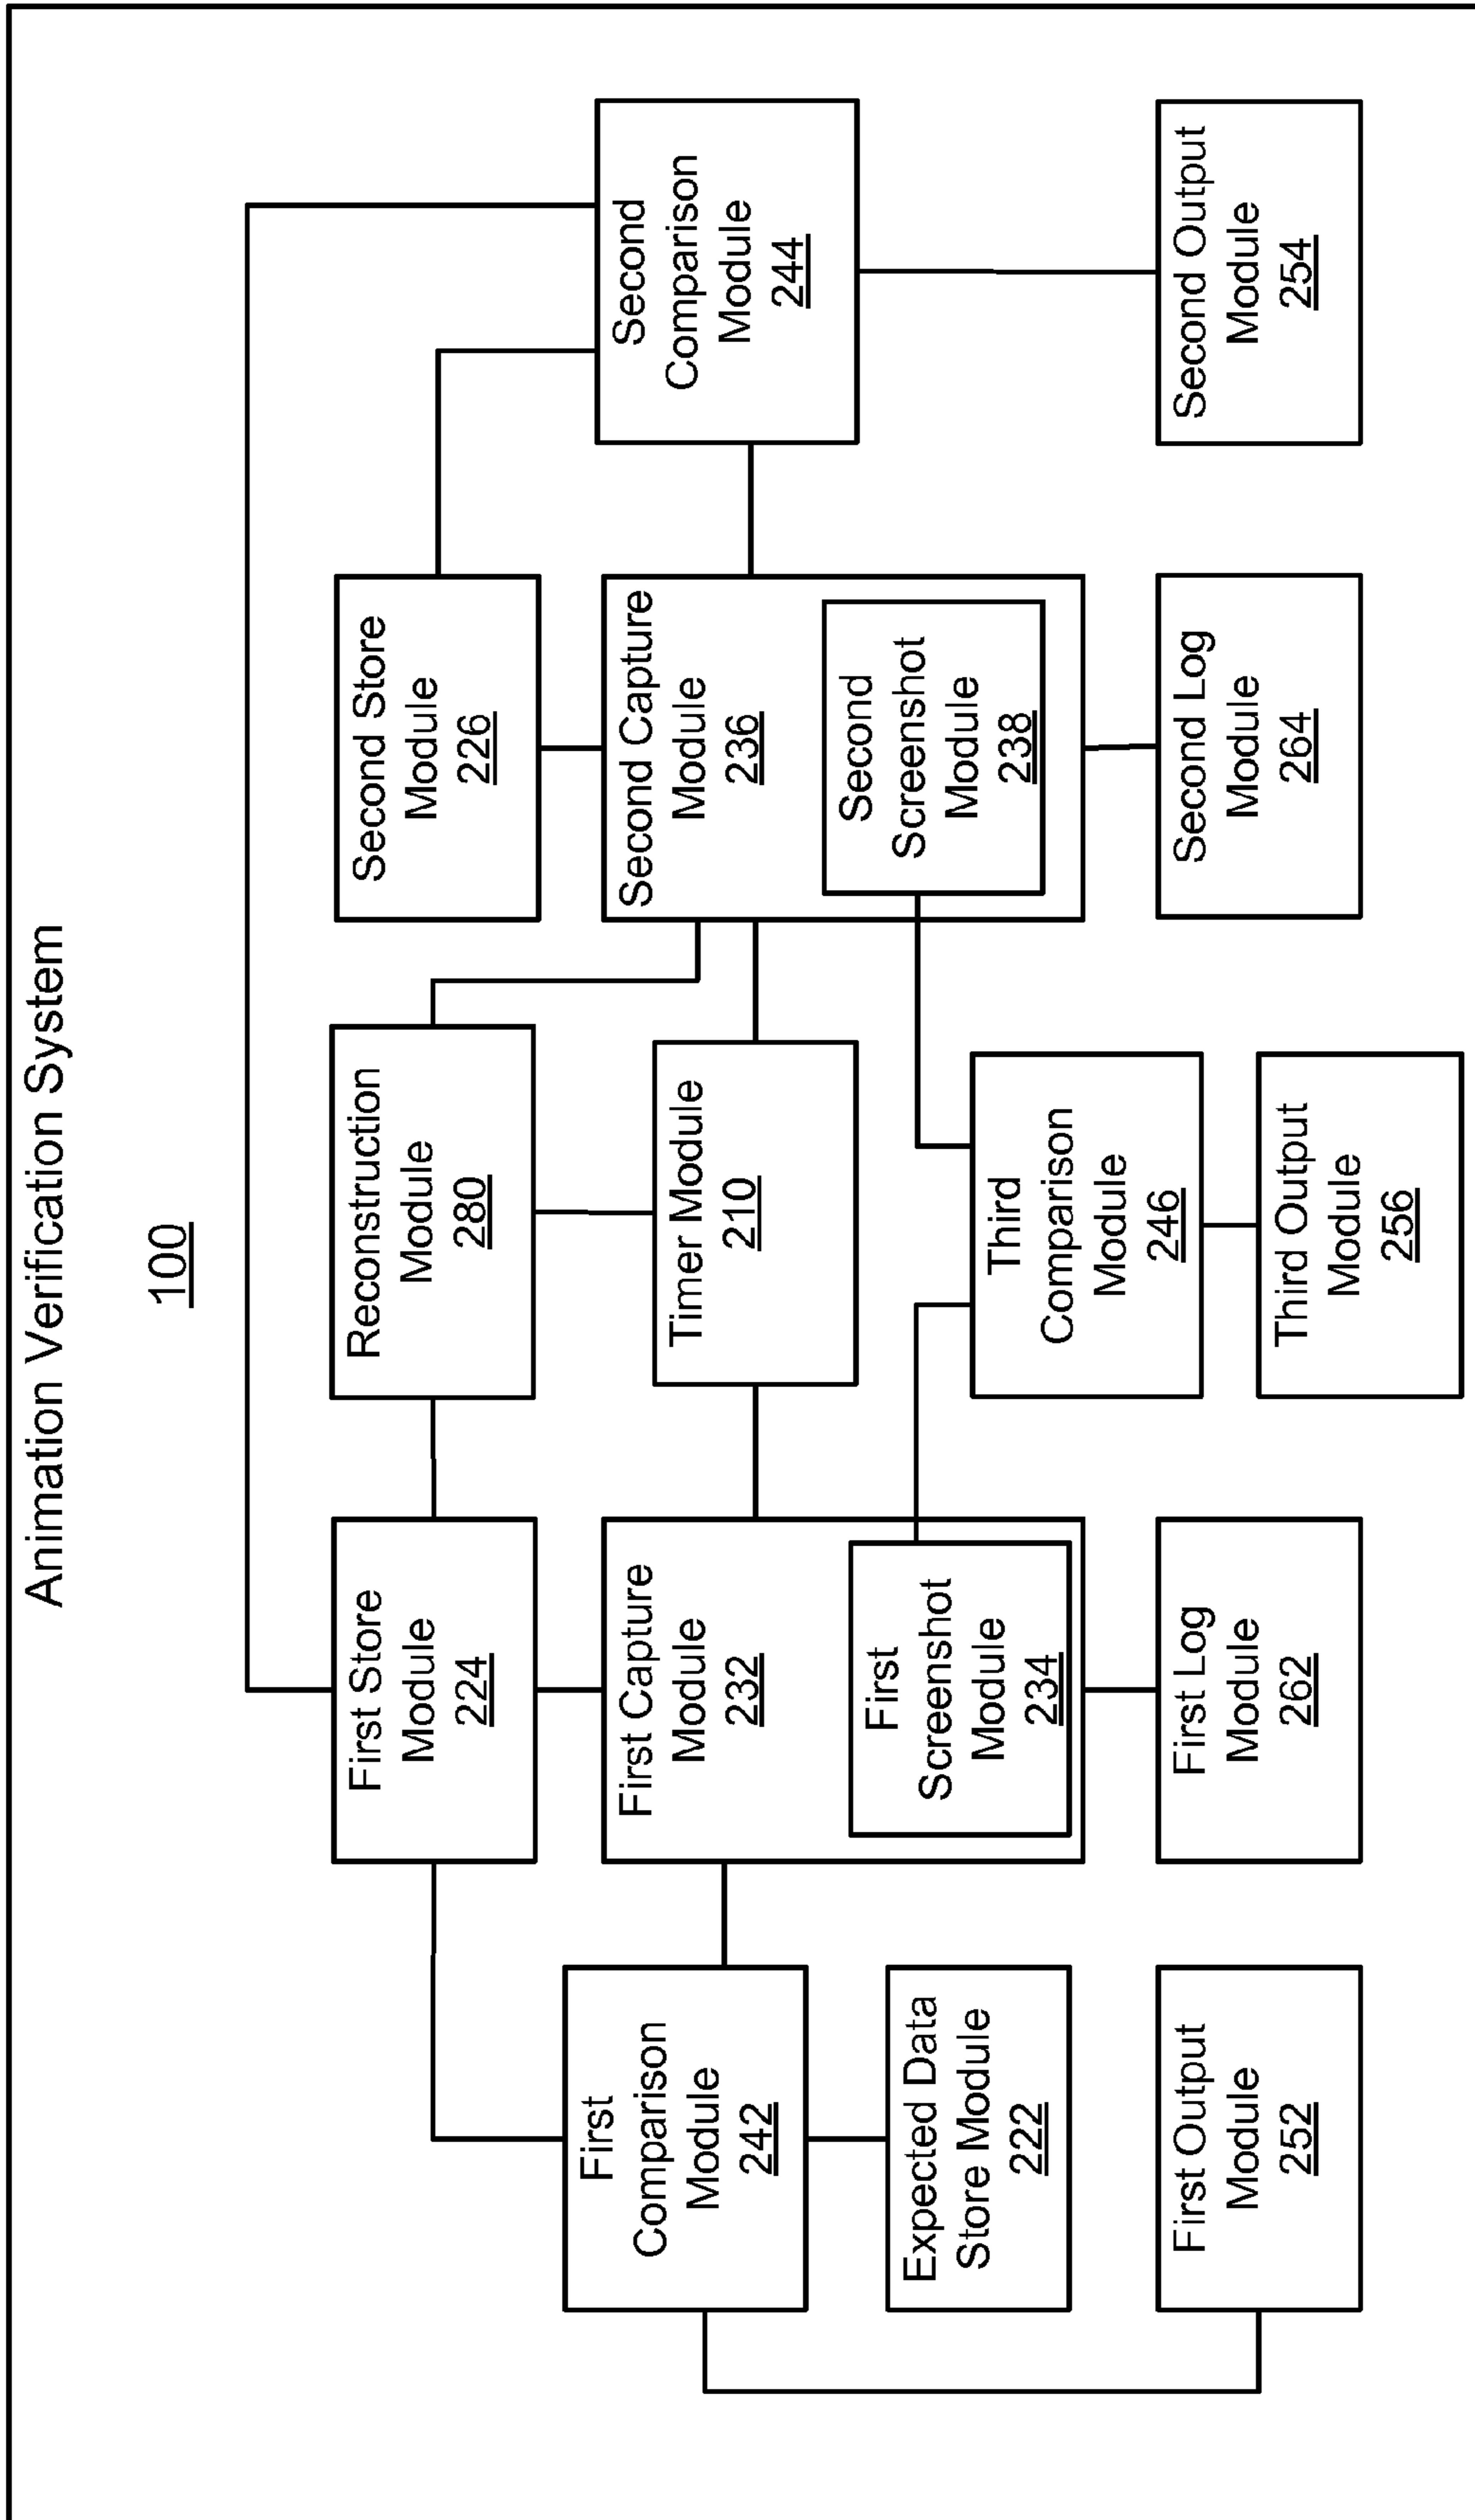 Animation Verification System
100
First Store
Module
224
Reconstruction
Module
280
Second Store
Module
226
First
Comparison
Module
242
First Capture
Module
232
Timer Module
210
Second Capture
Module
236
Second
Comparison
Module
244
Expected Data
Store Module
222
First
Screenshot
Module
234
Third
Comparison
Module
246
Second
Screenshot
Module
238
First Output
Module
252
First Log
Module
262
Third Output
Module
256
Second Log
Module
264
Second Output
Module
254